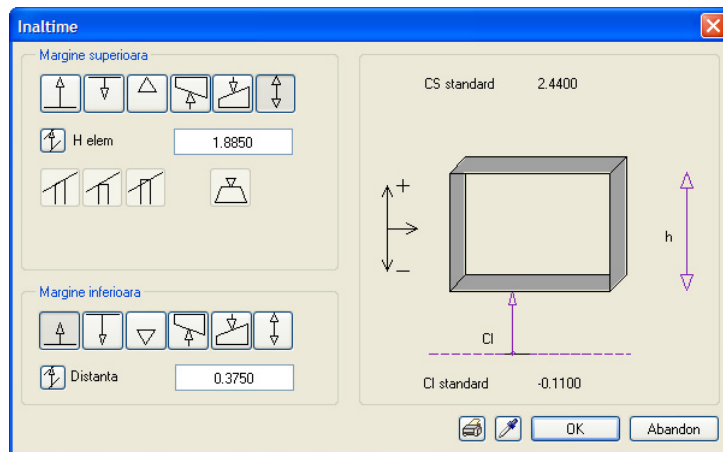 Inaltime
Margine superioara
H elem 1.8850
Margine inferioara
Distanta 0.3750
CS standard 2.4400
+
h
−
CI
CI standard -0.1100
OK Abandon